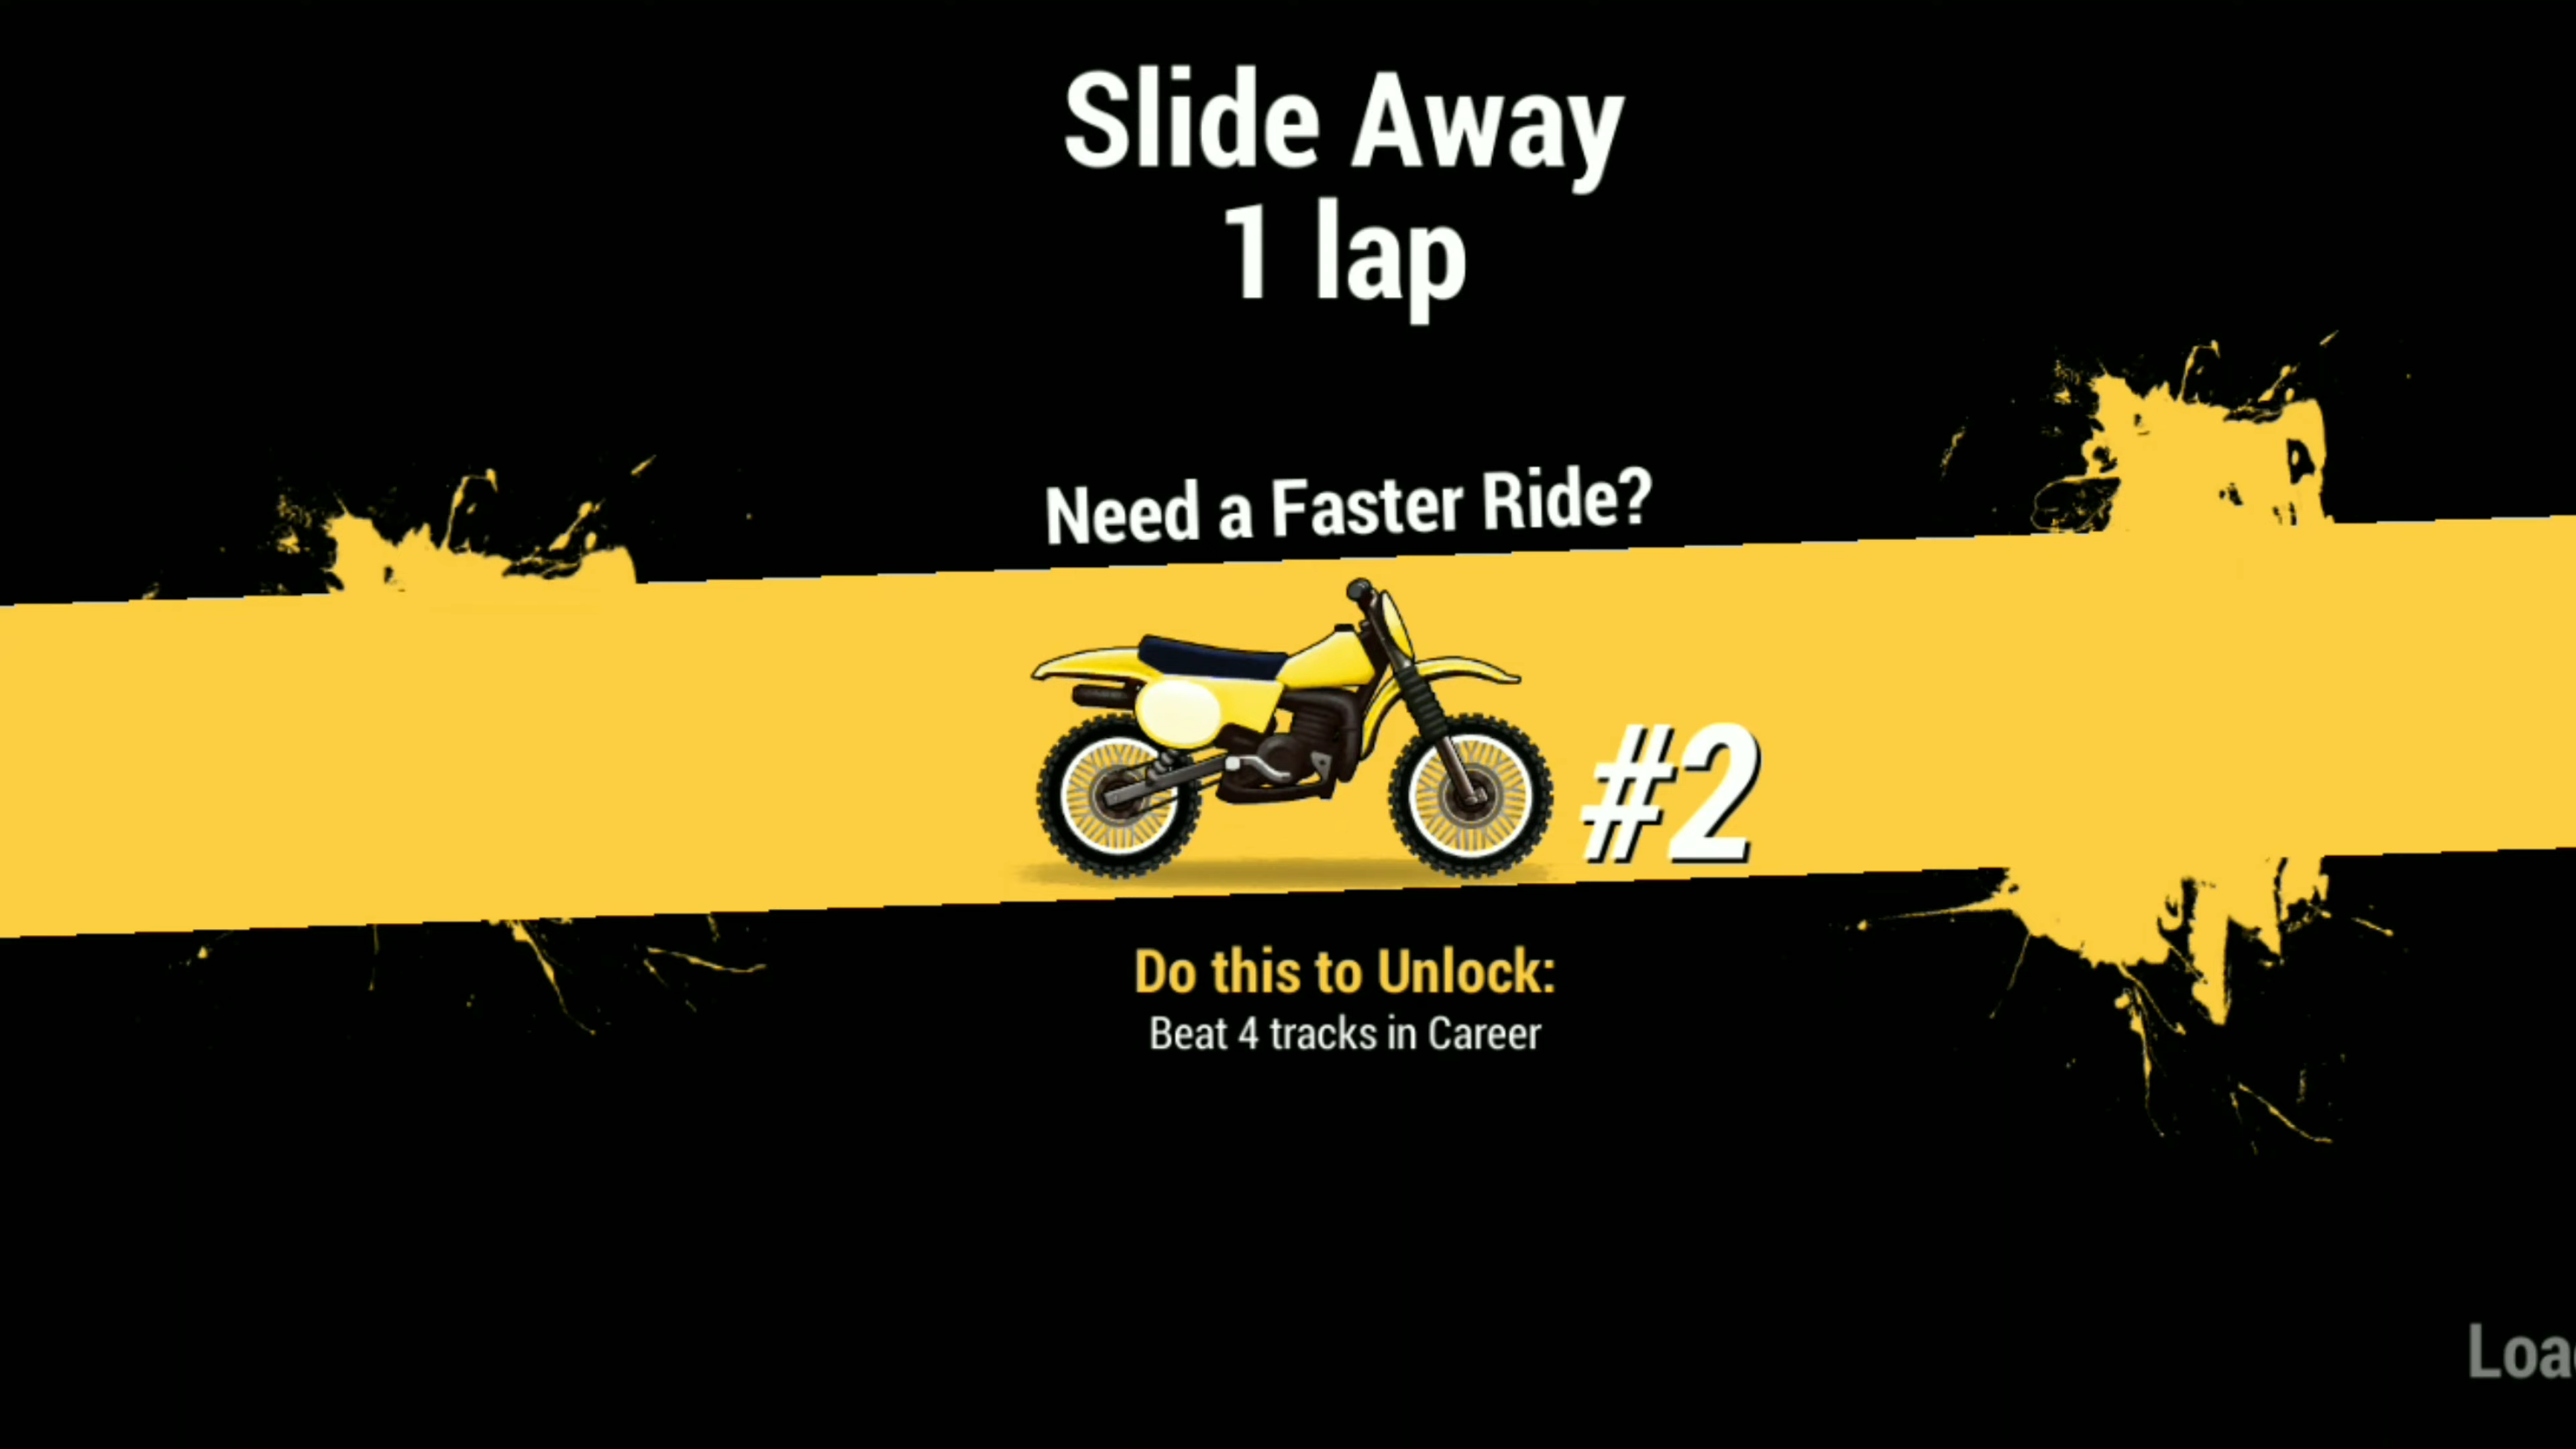 Slide Away
1 lap
Need a Faster Ride?
#2
Do this to Unlock:
Beat 4 tracks in Career